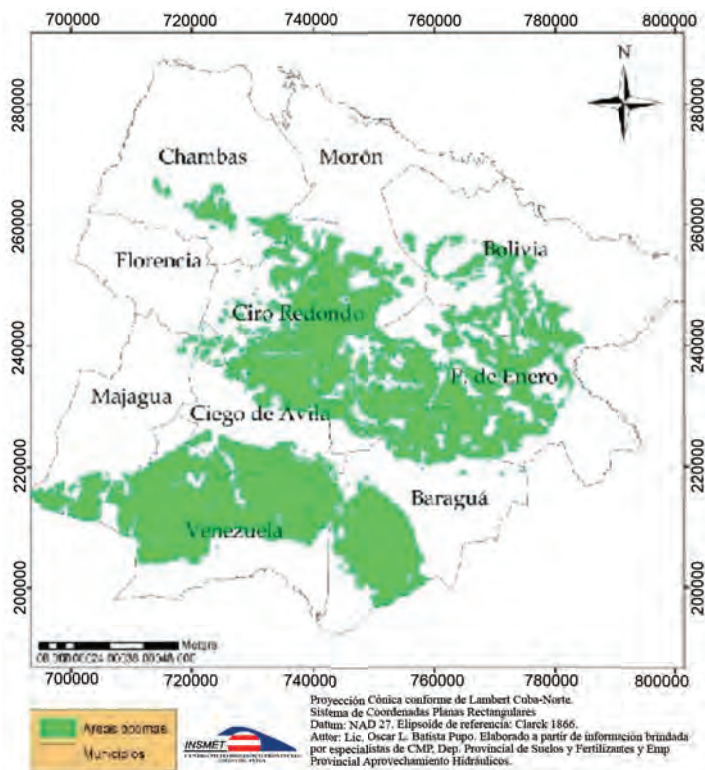 700000 720000 740000 760000 780000 800000
N
280000 280000
Chambas Morón
260000 260000
Bolivia
Florencia
Ciro Redondo
240000 240000
P. de Enero
Majagua
Ciego de Avila
220000 220000
Baraguá
Venezuela
200000 200000
Meters
700000 720000 740000 760000 780000 800000
Proyección Cónica conforme de Lambert Cuba-Norte.
Sistema de Coordenadas Planas Rectangulares
Datum: NAD 27. Elipsoide de referencia: Clarck 1866.
Autor: Lic. Oscar L. Batista Pupo. Elaborado a partir de información brindada
por especialistas de CMP, Dep. Provincial de Suelos y Fertilizantes y Emp
Provincial Aprovechamiento Hidráulicos.
Areas
Municipios
INSMET